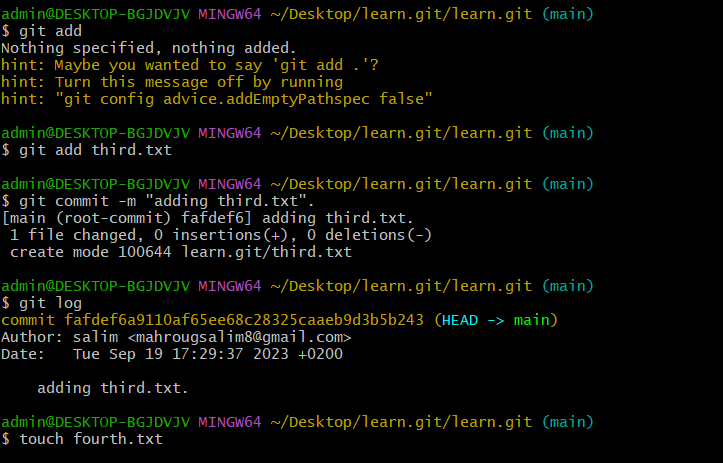 admin@DESKTOP-BGJDVJV MINGW64 ~/Desktop/learn.git/learn.git (main)
$ git add
Nothing specified, nothing added.
hint: Maybe you wanted to say 'git add .'?
hint: Turn this message off by running
hint: "git config advice.addEmptyPathspec false"
admin@DESKTOP-BGJDVJV MINGW64 ~/Desktop/learn.git/learn.git (main)
$ git add third.txt
admin@DESKTOP-BGJDVJV MINGW64 ~/Desktop/learn.git/learn.git (main)
$ git commit -m "adding third.txt".
[main (root-commit) fafdef6] adding third.txt.
 1 file changed, 0 insertions(+), 0 deletions(-)
 create mode 100644 learn.git/third.txt
admin@DESKTOP-BGJDVJV MINGW64 ~/Desktop/learn.git/learn.git (main)
$ git log
commit fafdef6a9110af65ee68c28325caaeb9d3b5b243 (HEAD -> main)
Author: salim <mahrougsalim8@gmail.com>
Date:   Tue Sep 19 17:29:37 2023 +0200
    adding third.txt.
admin@DESKTOP-BGJDVJV MINGW64 ~/Desktop/learn.git/learn.git (main)
$ touch fourth.txt